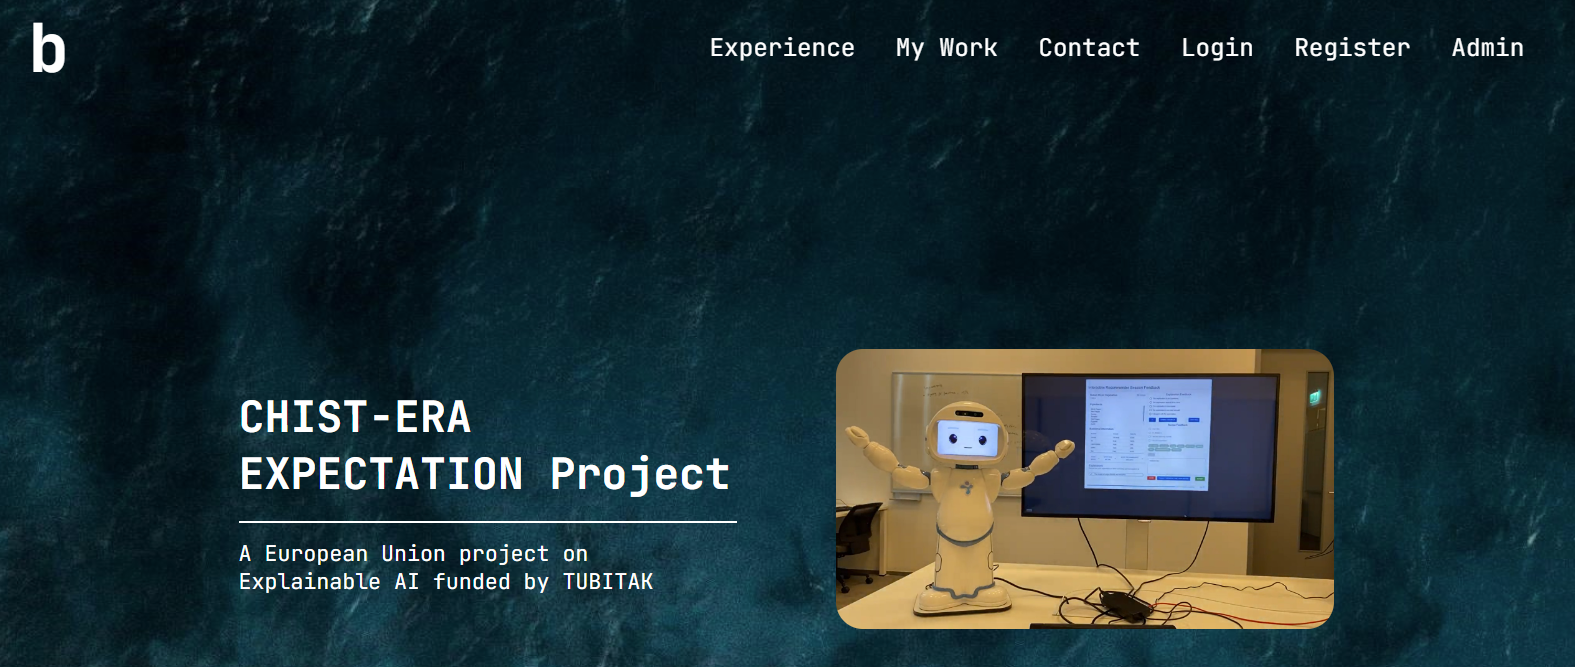 b
Experience My Work Contact Login Register Admin
CHIST-ERA
EXPECTATION Project
A European Union project on
Explainable AI funded by TUBITAK